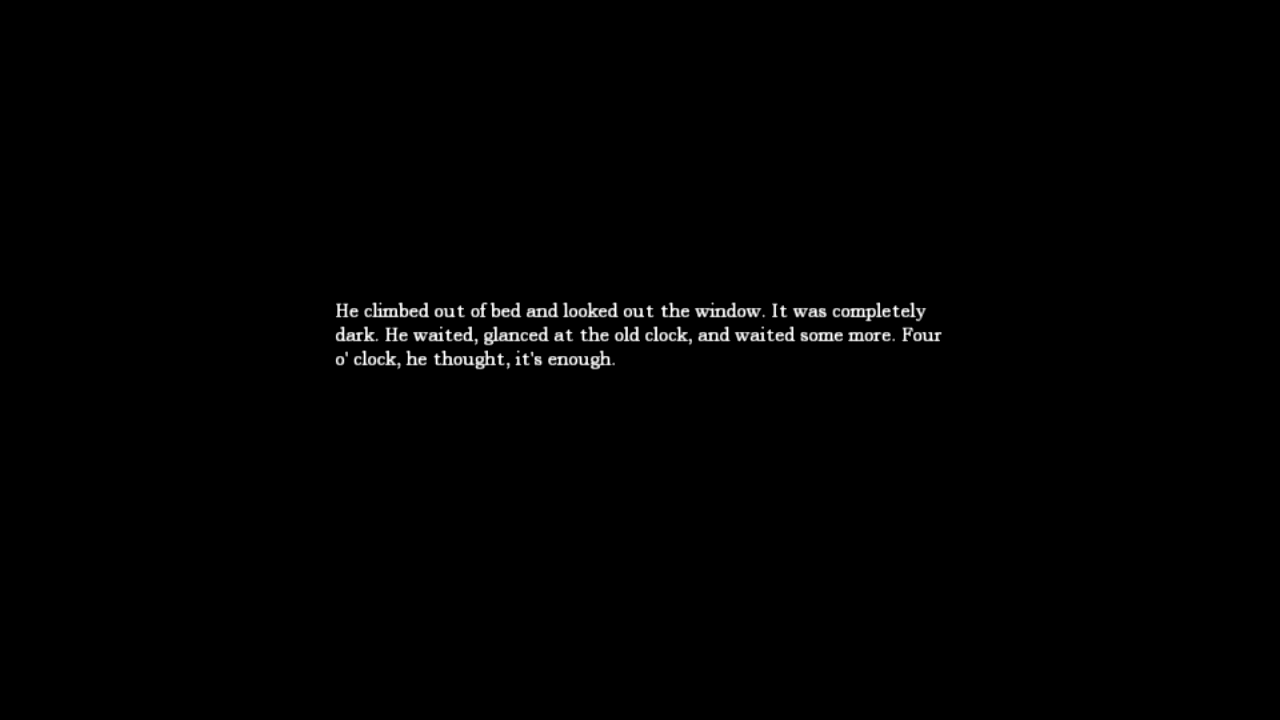 He climbed out of bed and looked out the window. It was completely
dark. He waited, glanced at the old clock, and waited some more. Four
o' clock, he thought, it's enough.